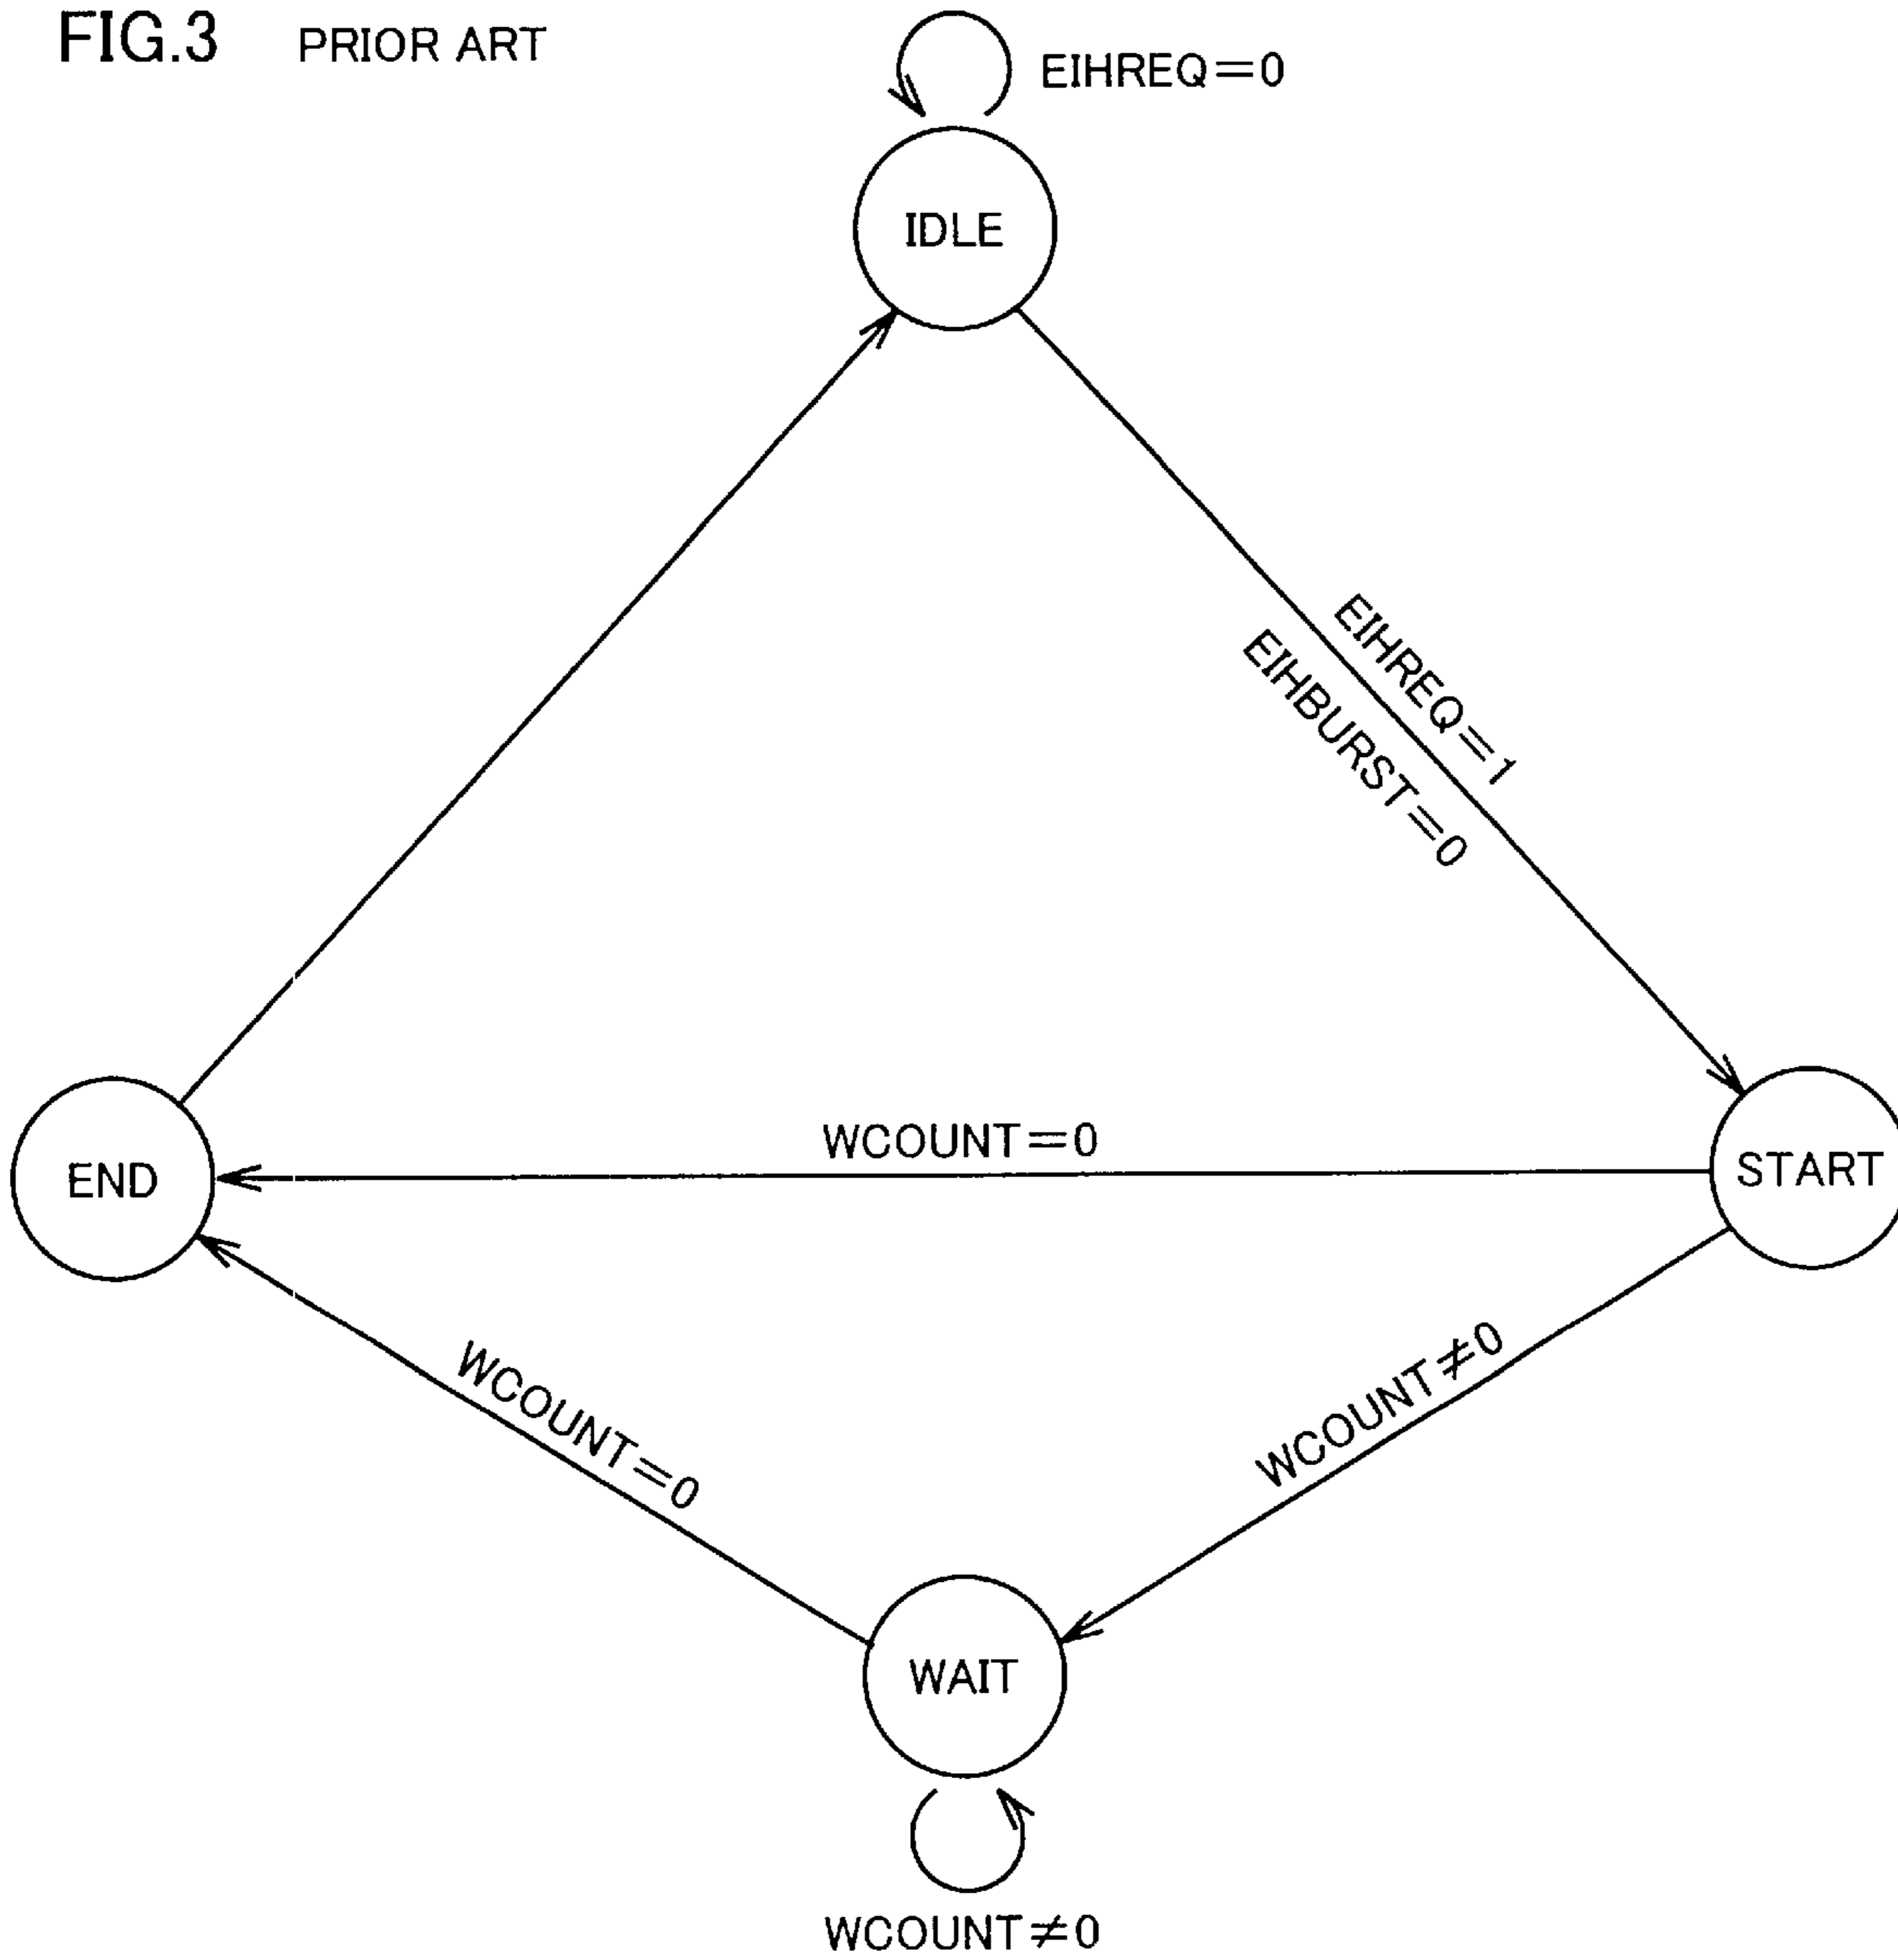 FIG.3 PRIOR ART
EIHREQ=0
IDLE
EIHREQ=1
EIHBURST=0
WCOUNT=0
END
START
WCOUNT=0
WCOUNT≠0
WAIT
WCOUNT≠0